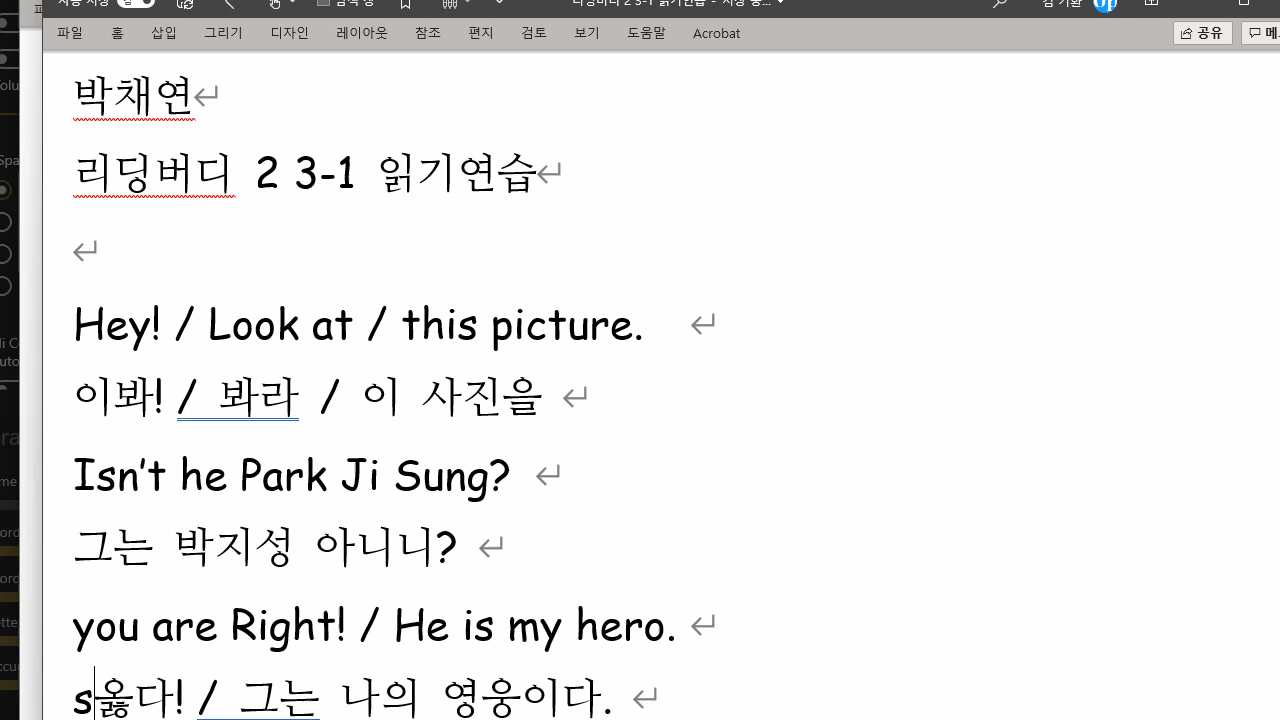 파일 홈 삽입 그리기 디자인 레이아웃 참조 편지 검토 보기 도움말 Acrobat 공유
박채연
리딩버디 2 3-1 읽기연습
Hey! / Look at / this picture.
이봐! / 봐라 / 이 사진을
Isn't he Park Ji Sung?
그는 박지성 아니니?
you are Right! / He is my hero.
s옳다! / 그는 나의 영웅이다.